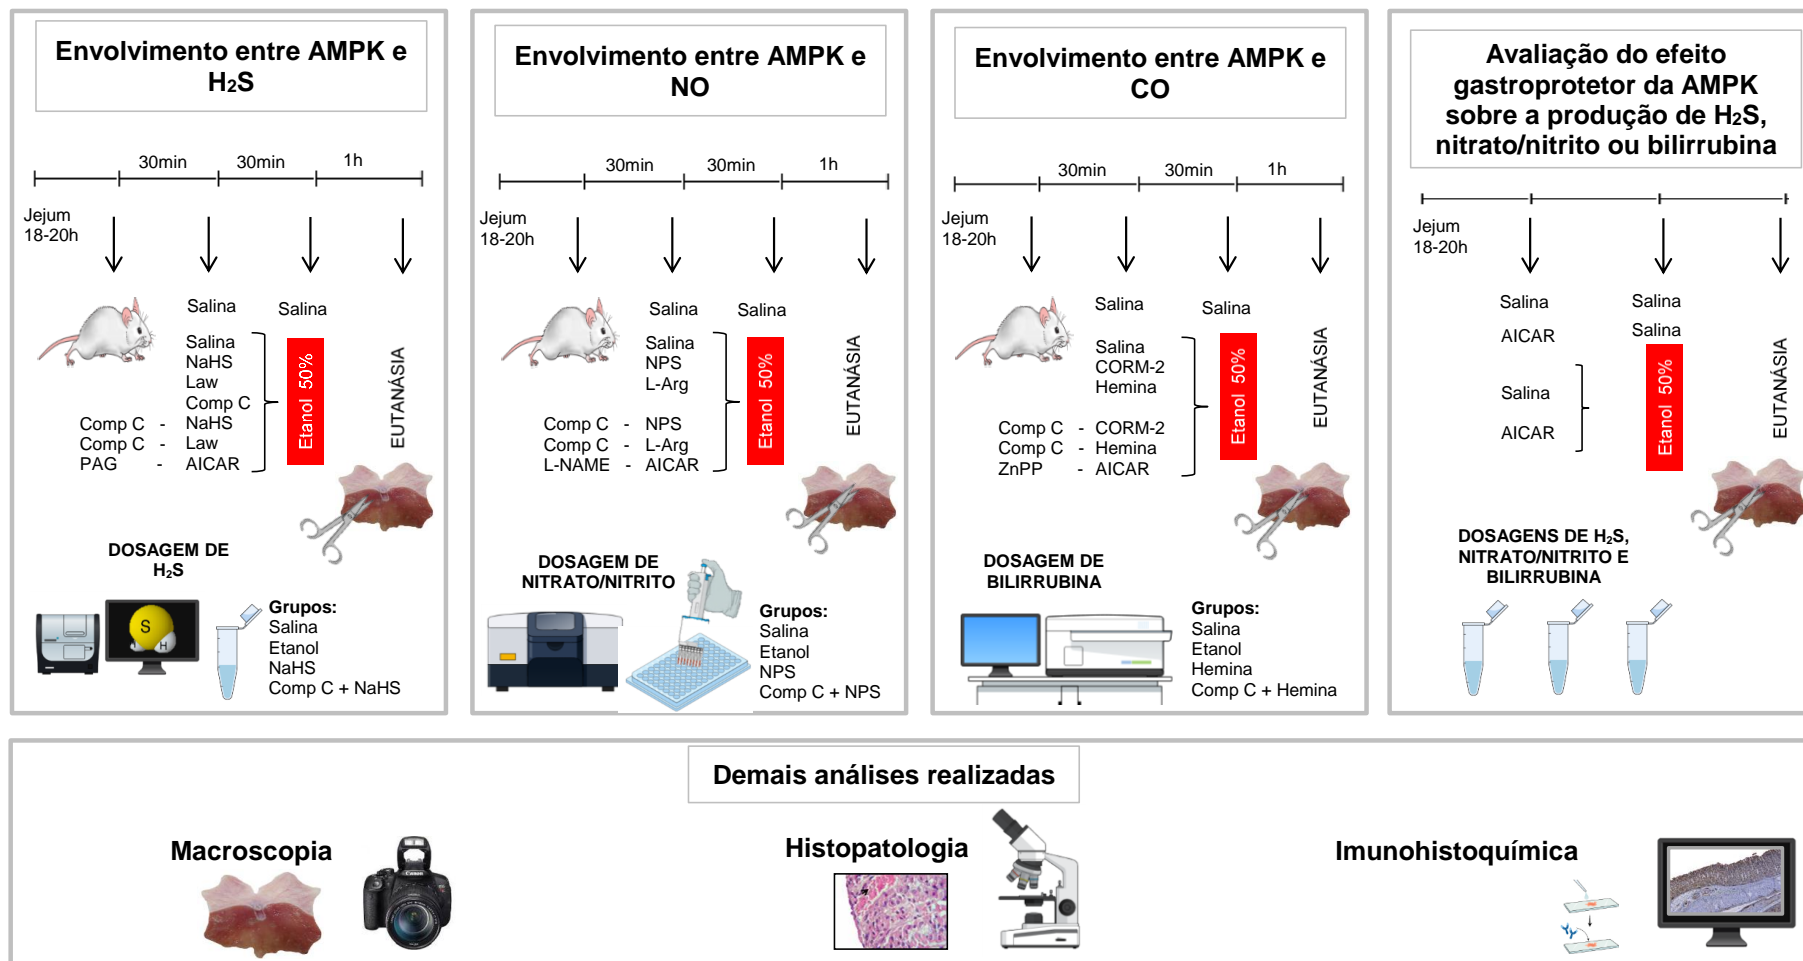 Envolvimento entre AMPK e
H₂S
30min 30min 1h
Jejum
18-20h
Salina Salina
Salina
NaHS
Law
Comp C
Comp C - NaHS
Comp C - Law
PAG - AICAR
Etanol 50%
EUTANÁSIA
DOSAGEM DE
H₂S
S
H
Grupos:
Salina
Etanol
NaHS
Comp C + NaHS
Envolvimento entre AMPK e
NO
30min 30min 1h
Jejum
18-20h
Salina Salina
Salina
NPS
L-Arg
Comp C - NPS
Comp C - L-Arg
L-NAME - AICAR
Etanol 50%
EUTANÁSIA
DOSAGEM DE
NITRATO/NITRITO
Grupos:
Salina
Etanol
NPS
Comp C + NPS
Envolvimento entre AMPK e
CO
30min 30min 1h
Jejum
18-20h
Salina Salina
Salina
CORM-2
Hemina
Comp C - CORM-2
Comp C - Hemina
ZnPP - AICAR
Etanol 50%
EUTANÁSIA
DOSAGEM DE
BILIRRUBINA
Grupos:
Salina
Etanol
Hemina
Comp C + Hemina
Avaliação do efeito
gastroprotetor da AMPK
sobre a produção de H₂S,
nitrato/nitrito ou bilirrubina
Jejum
18-20h
Salina Salina
AICAR Salina
Salina
AICAR
Etanol 50%
EUTANÁSIA
DOSAGENS DE H₂S,
NITRATO/NITRITO E
BILIRRUBINA
Demais análises realizadas
Macroscopia
Canon
Histopatologia
Imunohistoquímica